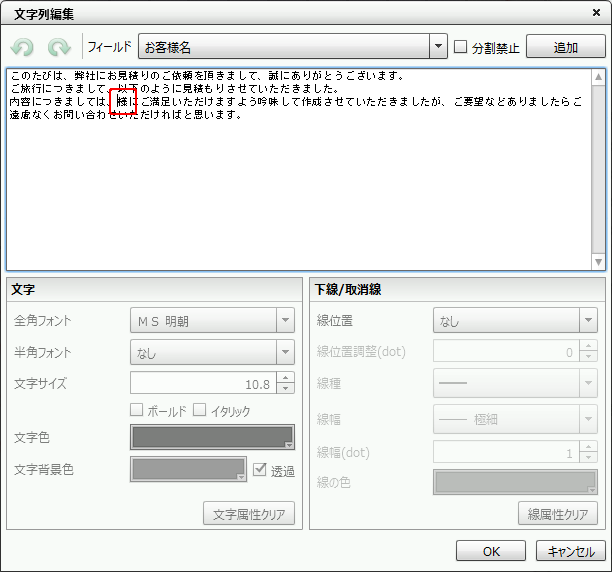 文字列編集
フィールド お客様名 分割禁止 追加
このたびは、弊社にお見積りのご依頼を頂きまして、誠にありがとうございます。
ご旅行につきまして、以下のように見積もりさせていただきました。
内容につきましては、様にご満足いただけますよう吟味して作成させていただきましたが、ご要望などありましたらご
遠慮なくお問い合わせいただければと思います。
文字
全角フォント ＭＳ 明朝
半角フォント なし
文字サイズ 10.8
ボールド イタリック
文字色
文字背景色 透過
文字属性クリア
下線/取消線
線位置 なし
線位置調整(dot) 0
線種
線幅 極細
線幅(dot) 1
線の色
線属性クリア
OK キャンセル